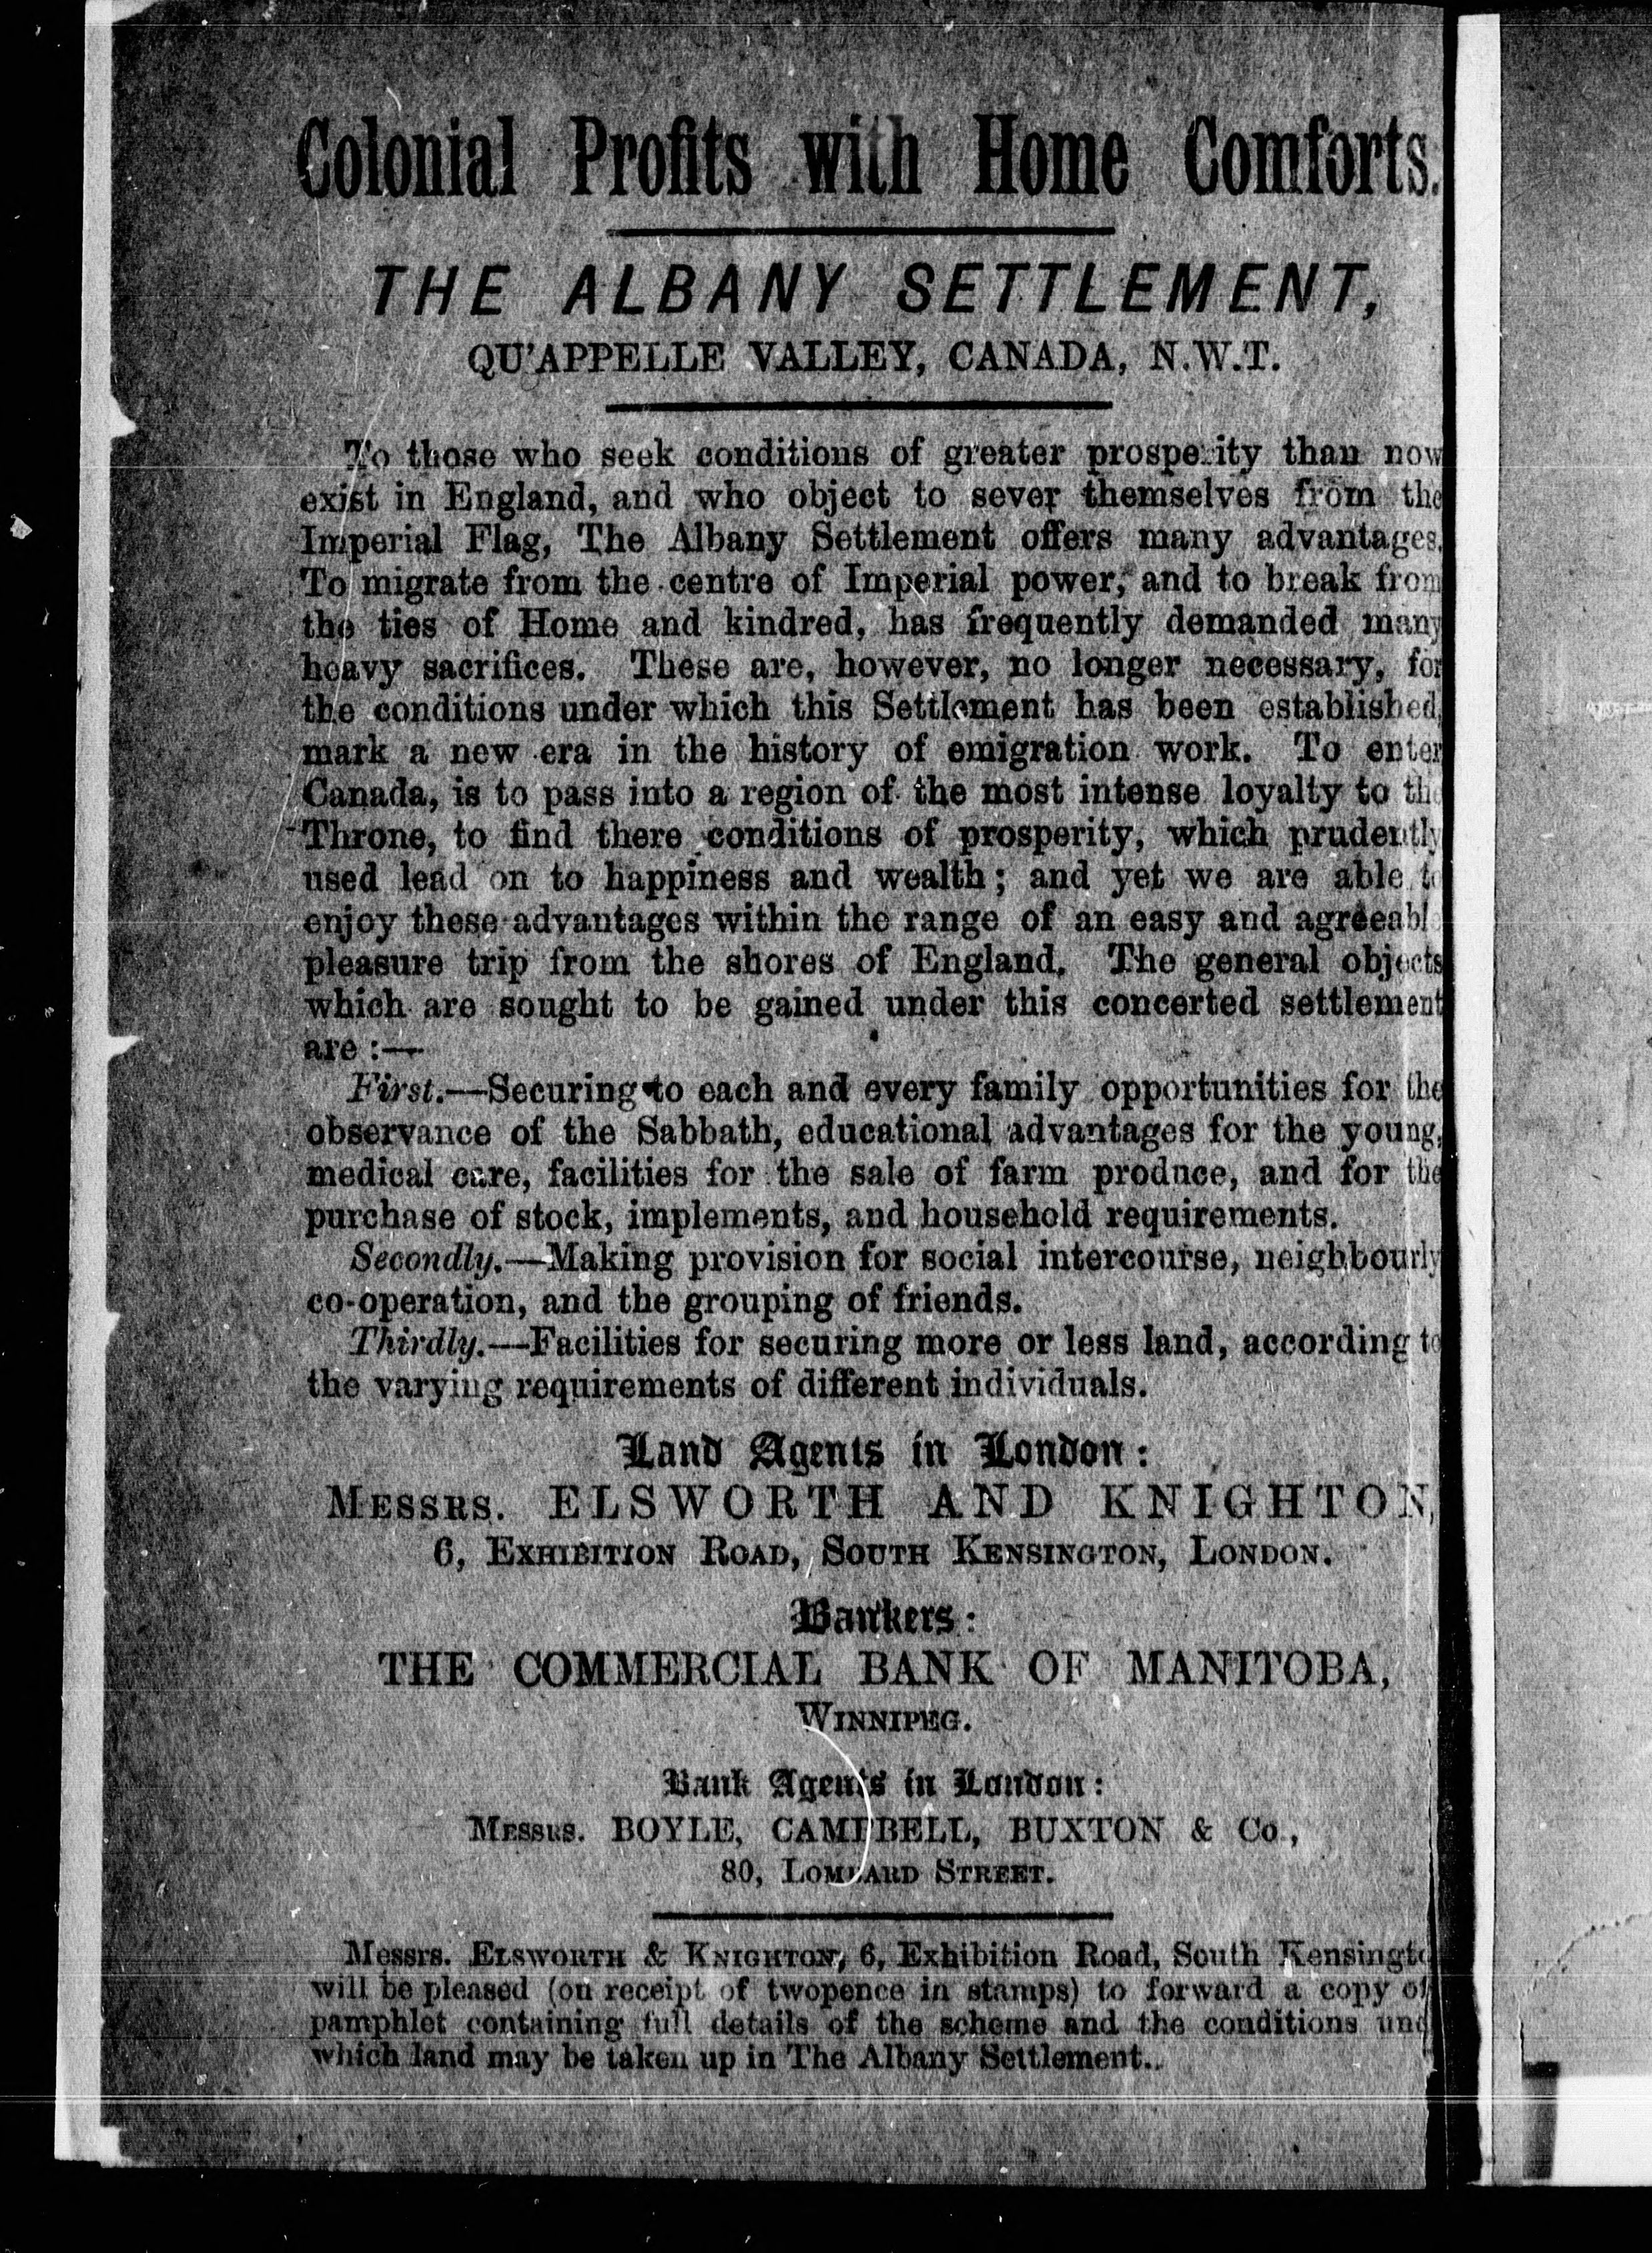 Colonial Profits with Home Comforts.
THE ALBANY SETTLEMENT,
QU'APPELLE VALLEY, CANADA, N.W.T.
To those who seek conditions of greater prosperity than now
exist in England, and who object to sever themselves from the
Imperial Flag, The Albany Settlement offers many advantages.
To migrate from the centre of Imperial power, and to break from
the ties of Home and kindred, has frequently demanded many
heavy sacrifices. These are, however, no longer necessary, for
the conditions under which this Settlement has been established,
mark a new era in the history of emigration work. To enter
Canada, is to pass into a region of the most intense loyalty to the
Throne, to find there conditions of prosperity, which prudently
used lead on to happiness and wealth; and yet we are able to
enjoy these advantages within the range of an easy and agreeable
pleasure trip from the shores of England. The general objects
which are sought to be gained under this concerted settlement
are :—
First.—Securing to each and every family opportunities for the
observance of the Sabbath, educational advantages for the young,
medical care, facilities for the sale of farm produce, and for the
purchase of stock, implements, and household requirements.
Secondly.—Making provision for social intercourse, neighbourly
co-operation, and the grouping of friends.
Thirdly.—Facilities for securing more or less land, according to
the varying requirements of different individuals.
Land Agents in London:
MESSRS. ELSWORTH AND KNIGHTON,
6, EXHIBITION ROAD, SOUTH KENSINGTON, LONDON.
Bankers:
THE COMMERCIAL BANK OF MANITOBA,
WINNIPEG.
Bank Agents in London:
MESSRS. BOYLE, CAMPBELL, BUXTON & Co.,
80, LOMBARD STREET.
Messrs. ELSWORTH & KNIGHTON, 6, Exhibition Road, South Kensingto
will be pleased (on receipt of twopence in stamps) to forward a copy of
pamphlet containing full details of the scheme and the conditions und
which land may be taken up in The Albany Settlement..